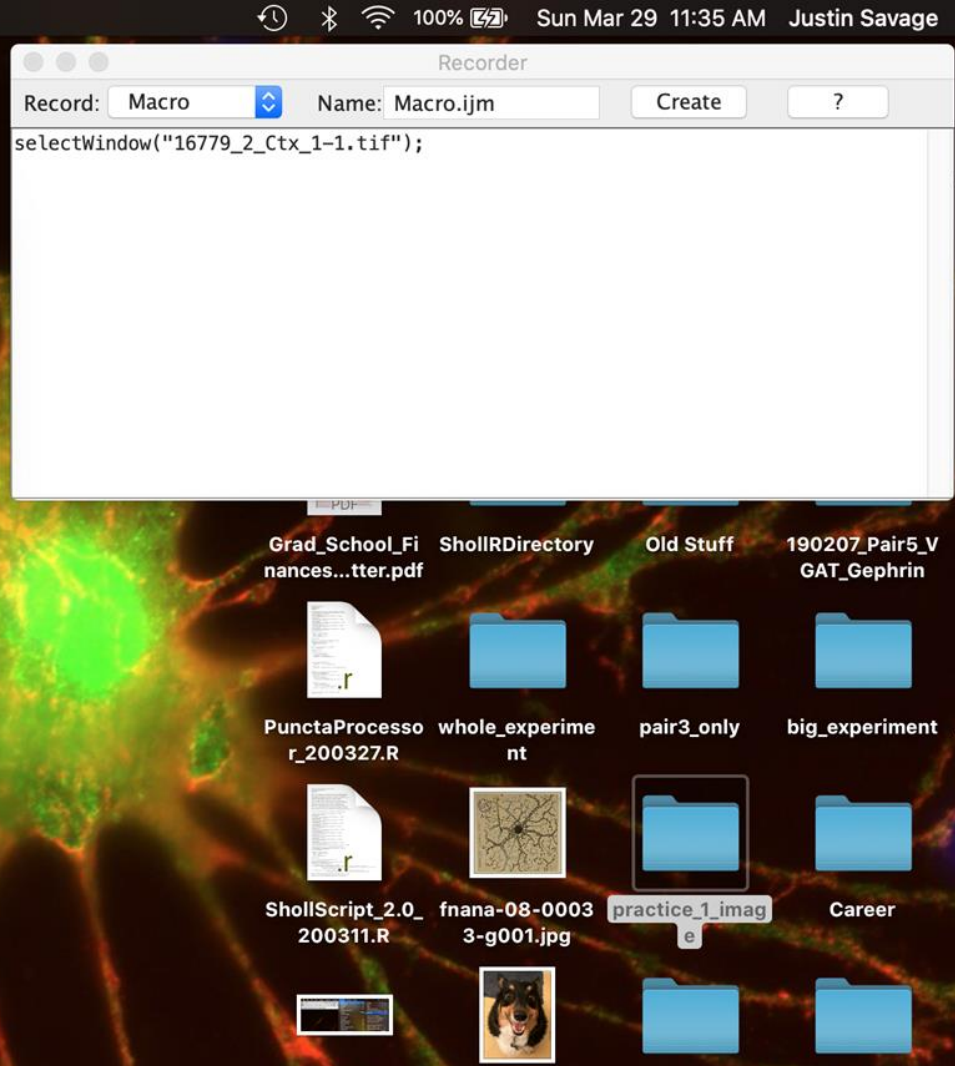 100% Sun Mar 29 11:35 AM Justin Savage
Recorder
Record: Macro Name: Macro.ijm Create ?
selectWindow("16779_2_Ctx_1-1.tif");
PDF
Grad_School_Fi
nances...tter.pdf
ShollRDirectory
Old Stuff
190207_Pair5_V
GAT_Gephrin
.r
PunctaProcesso
r_200327.R
whole_experime
nt
pair3_only
big_experiment
.r
ShollScript_2.0_
200311.R
fnana-08-0003
3-g001.jpg
practice_1_imag
e
Career